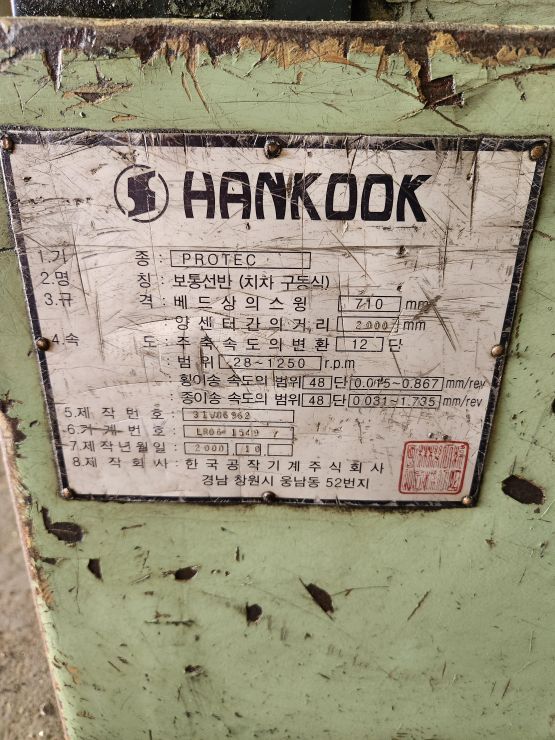 HANKOOK
1.기 종 : PROTEC
2.명 칭 : 보통선반 (치차 구동식)
3.규 격 : 베드상의스윙 710 mm
양센터간의거리 2000 mm
4.속 도 : 주축속도의변환 12 단
범 위 28~1250 r.p.m
횡이송 속도의 범위 48 단 0.015~0.867 mm/rev
종이송 속도의 범위 48 단 0.031~1.735 mm/rev
5.제 작 번 호 :
6.기 계 번 호 :
7.제작년월일 : 2000 . 10 .
8.제 작 회 사 : 한국공작기계주식회사
경남 창원시 웅남동 52번지